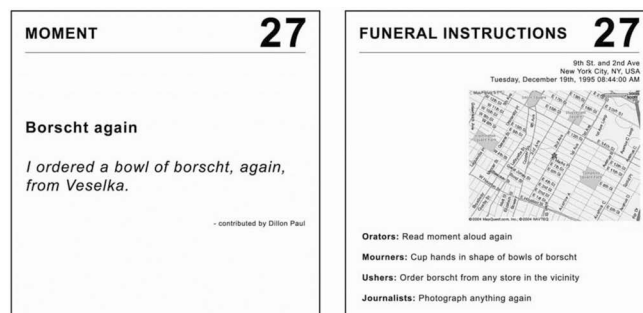 MOMENT 27
Borscht again
I ordered a bowl of borscht, again,
from Veselka.
- contributed by Dillon Paul
FUNERAL INSTRUCTIONS 27
9th St. and 2nd Ave
New York City, NY, USA
Tuesday, December 19th, 1995 08:44:00 AM
Orators: Read moment aloud again
Mourners: Cup hands in shape of bowls of borscht
Ushers: Order borscht from any store in the vicinity
Journalists: Photograph anything again